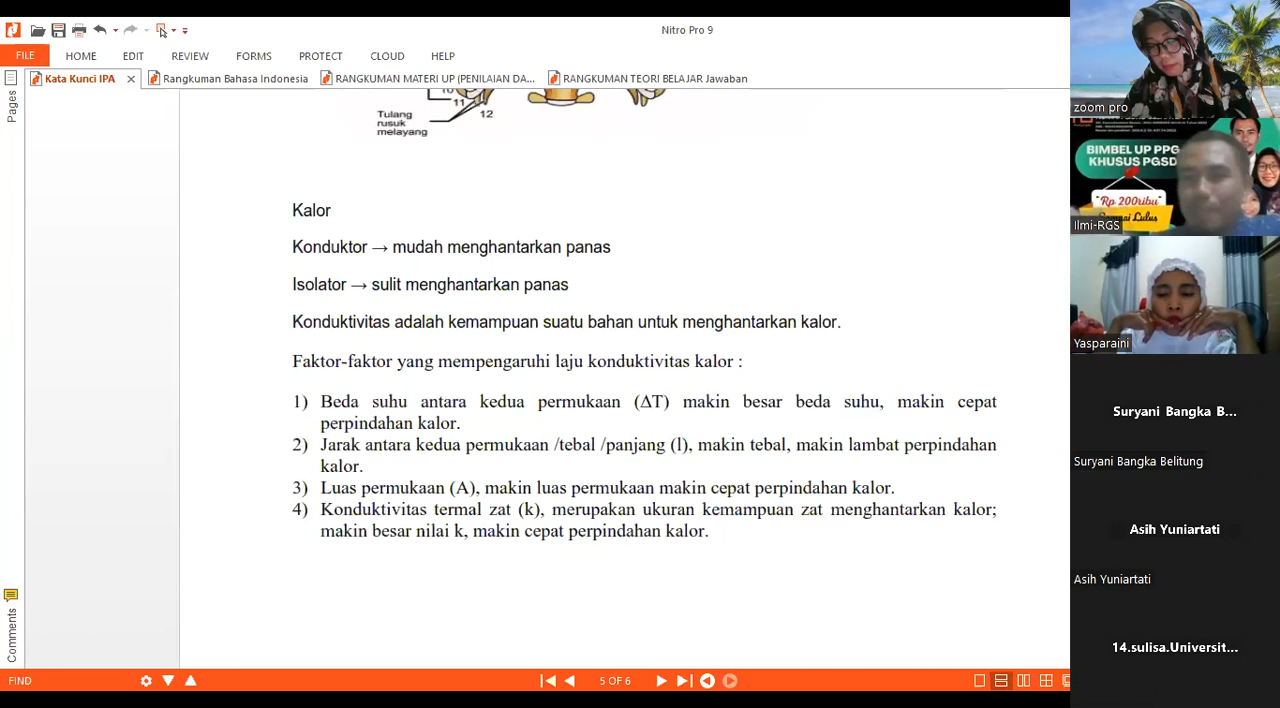 Nitro Pro 9
FILE HOME EDIT REVIEW FORMS PROTECT CLOUD HELP
Kata Kunci IPA × Rangkuman Bahasa Indonesia RANGKUMAN MATERI UP (PENILAIAN DA... RANGKUMAN TEORI BELAJAR Jawaban
Pages
11
12
Tulang
rusuk
melayang
Kalor
Konduktor → mudah menghantarkan panas
Isolator → sulit menghantarkan panas
Konduktivitas adalah kemampuan suatu bahan untuk menghantarkan kalor.
Faktor-faktor yang mempengaruhi laju konduktivitas kalor :
1) Beda suhu antara kedua permukaan (ΔT) makin besar beda suhu, makin cepat
perpindahan kalor.
2) Jarak antara kedua permukaan /tebal /panjang (l), makin tebal, makin lambat perpindahan
kalor.
3) Luas permukaan (A), makin luas permukaan makin cepat perpindahan kalor.
4) Konduktivitas termal zat (k), merupakan ukuran kemampuan zat menghantarkan kalor;
makin besar nilai k, makin cepat perpindahan kalor.
Comments
FIND
5 OF 6
zoom pro
BIMBEL UP PPG
KHUSUS PGSD
"Rp 200ribu"
Lulus
Ilmi-RGS
Yasparaini
Suryani Bangka B...
Suryani Bangka Belitung
Asih Yuniartati
Asih Yuniartati
14.sulisa.Universit...